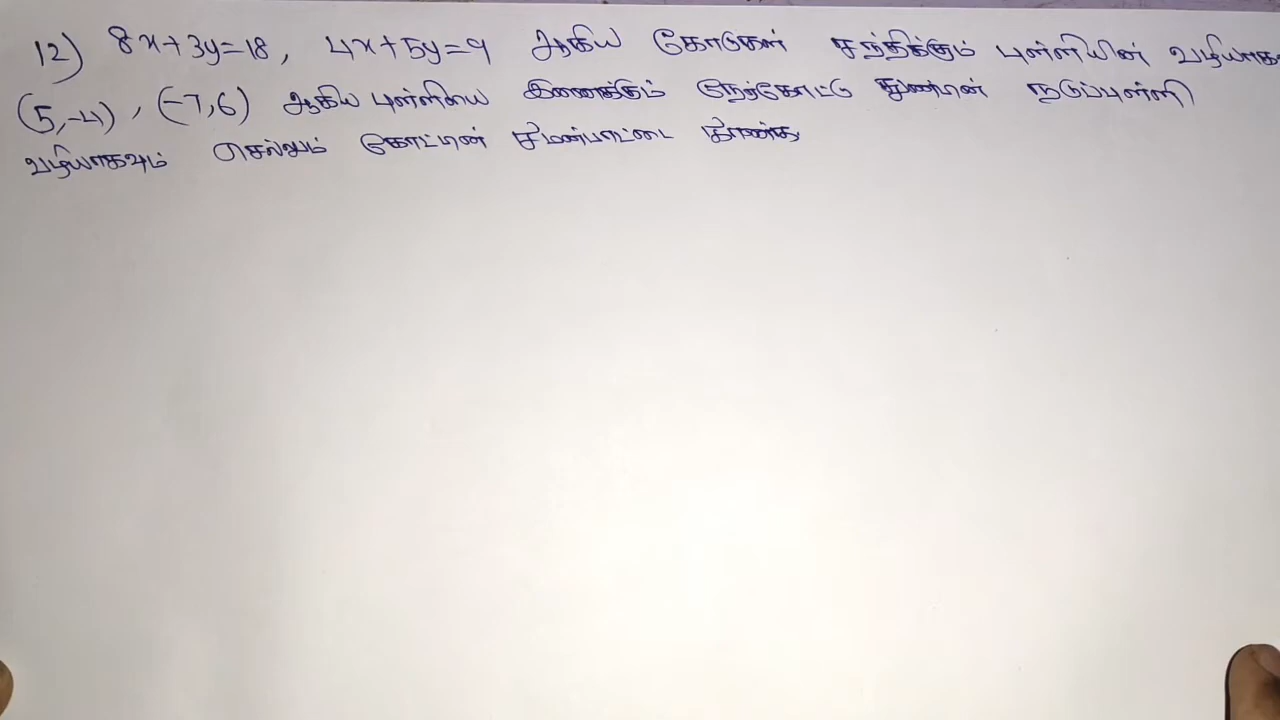 12) 8x+3y=18, 4x+5y=9 ஆகிய கோடுகள் சந்திக்கும் புள்ளியின் வழியாக
(5,-4), (-7,6) ஆகிய புள்ளியை இணைக்கும் நேர்கோட்டு துண்டின் நடுப்புள்ளி
வழியாகவும் செல்லும் கோட்டின் சமன்பாட்டை காண்க